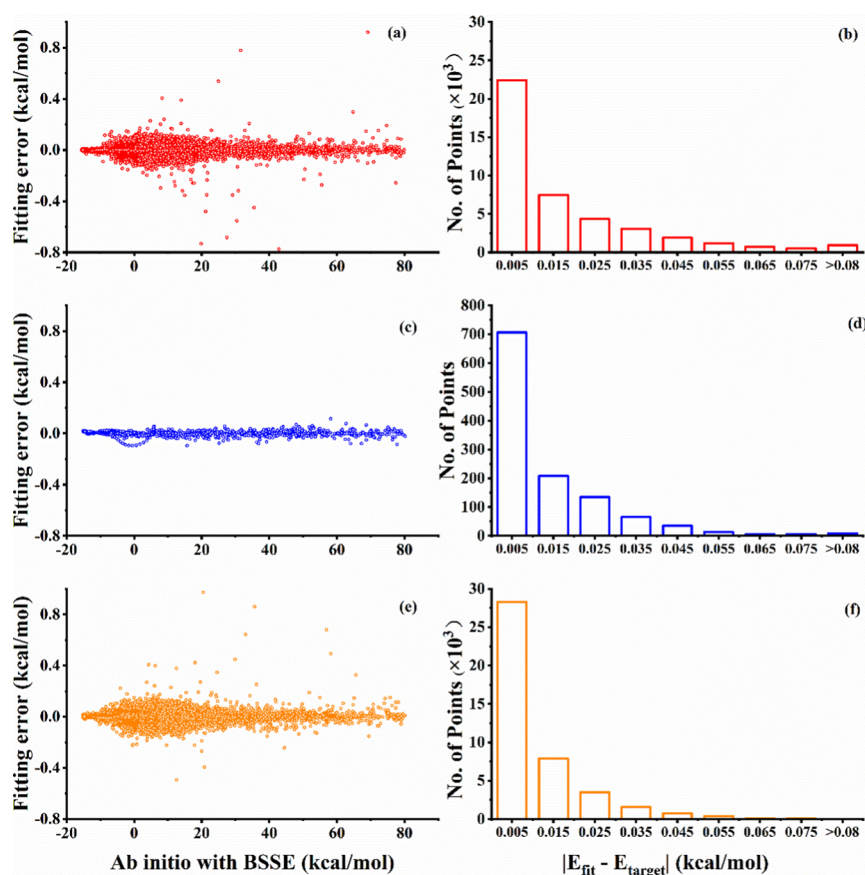 (a)
Fitting error (kcal/mol)
0.8
0.4
0.0
-0.4
-0.8
-20 0 20 40 60 80
(b)
No. of Points (×10³)
30
25
20
15
10
5
0
0.005 0.015 0.025 0.035 0.045 0.055 0.065 0.075 >0.08
(c)
Fitting error (kcal/mol)
0.8
0.4
0.0
-0.4
-0.8
-20 0 20 40 60 80
(d)
No. of Points
800
700
600
500
400
300
200
100
0
0.005 0.015 0.025 0.035 0.045 0.055 0.065 0.075 >0.08
(e)
Fitting error (kcal/mol)
0.8
0.4
0.0
-0.4
-0.8
-20 0 20 40 60 80
Ab initio with BSSE (kcal/mol)
(f)
No. of Points (×10³)
30
25
20
15
10
5
0
0.005 0.015 0.025 0.035 0.045 0.055 0.065 0.075 >0.08
|E_fit - E_target| (kcal/mol)